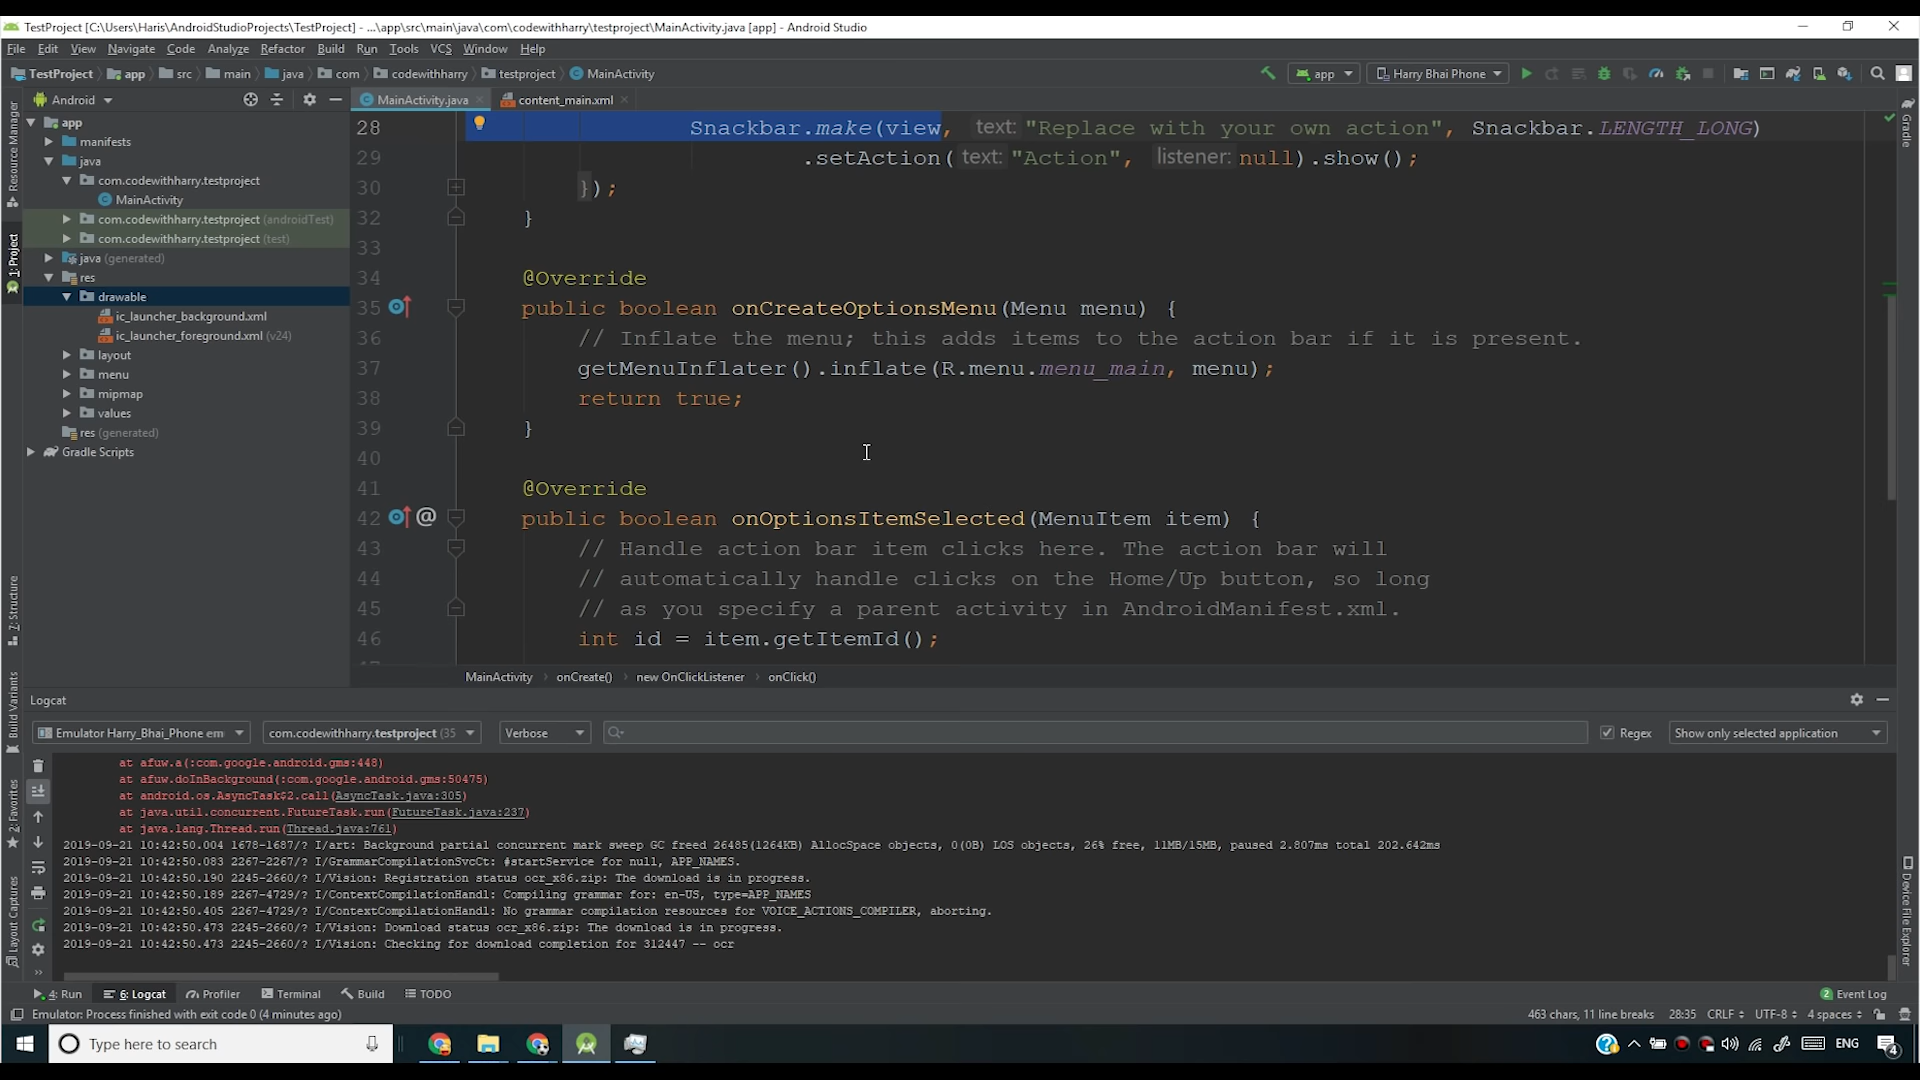 TestProject [C:\Users\Haris\AndroidStudioProjects\TestProject] - ...\app\src\main\java\com\codewithharry\testproject\MainActivity.java [app] - Android Studio
File Edit View Navigate Code Analyze Refactor Build Run Tools VCS Window Help
TestProject app src main java com codewithharry testproject MainActivity app Harry Bhai Phone
Android MainActivity.java content_main.xml
Resource Manager
1: Project
Z: Structure
Build Variants
2: Favorites
Layout Captures
app
manifests
java
com.codewithharry.testproject
MainActivity
com.codewithharry.testproject (androidTest)
com.codewithharry.testproject (test)
java (generated)
res
drawable
ic_launcher_background.xml
ic_launcher_foreground.xml (v24)
layout
menu
mipmap
values
res (generated)
Gradle Scripts
28 Snackbar.make(view, text: "Replace with your own action", Snackbar.LENGTH_LONG)
29 .setAction( text: "Action", listener: null).show();
30 });
32 }
33
34 @Override
35 public boolean onCreateOptionsMenu(Menu menu) {
36 // Inflate the menu; this adds items to the action bar if it is present.
37 getMenuInflater().inflate(R.menu.menu_main, menu);
38 return true;
39 }
40
41 @Override
42 @ public boolean onOptionsItemSelected(MenuItem item) {
43 // Handle action bar item clicks here. The action bar will
44 // automatically handle clicks on the Home/Up button, so long
45 // as you specify a parent activity in AndroidManifest.xml.
46 int id = item.getItemId();
MainActivity onCreate() new OnClickListener onClick()
Gradle
Device File Explorer
Logcat
Emulator Harry_Bhai_Phone em com.codewithharry.testproject (35 Verbose Regex Show only selected application
at afuw.a(:com.google.android.gms:448)
at afuw.doInBackground(:com.google.android.gms:50475)
at android.os.AsyncTask$2.call(AsyncTask.java:305)
at java.util.concurrent.FutureTask.run(FutureTask.java:237)
at java.lang.Thread.run(Thread.java:761)
2019-09-21 10:42:50.004 1678-1687/? I/art: Background partial concurrent mark sweep GC freed 26485(1264KB) AllocSpace objects, 0(0B) LOS objects, 26% free, 11MB/15MB, paused 2.807ms total 202.642ms
2019-09-21 10:42:50.083 2267-2267/? I/GrammarCompilationSvcCt: #startService for null, APP_NAMES.
2019-09-21 10:42:50.190 2245-2660/? I/Vision: Registration status ocr_x86.zip: The download is in progress.
2019-09-21 10:42:50.189 2267-4729/? I/ContextCompilationHandl: Compiling grammar for: en-US, type=APP_NAMES
2019-09-21 10:42:50.405 2267-4729/? I/ContextCompilationHandl: No grammar compilation resources for VOICE_ACTIONS_COMPILER, aborting.
2019-09-21 10:42:50.473 2245-2660/? I/Vision: Download status ocr_x86.zip: The download is in progress.
2019-09-21 10:42:50.473 2245-2660/? I/Vision: Checking for download completion for 312447 -- ocr
4: Run 6: Logcat Profiler Terminal Build TODO 2 Event Log
Emulator: Process finished with exit code 0 (4 minutes ago) 463 chars, 11 line breaks 28:35 CRLF UTF-8 4 spaces
Type here to search ENG 4